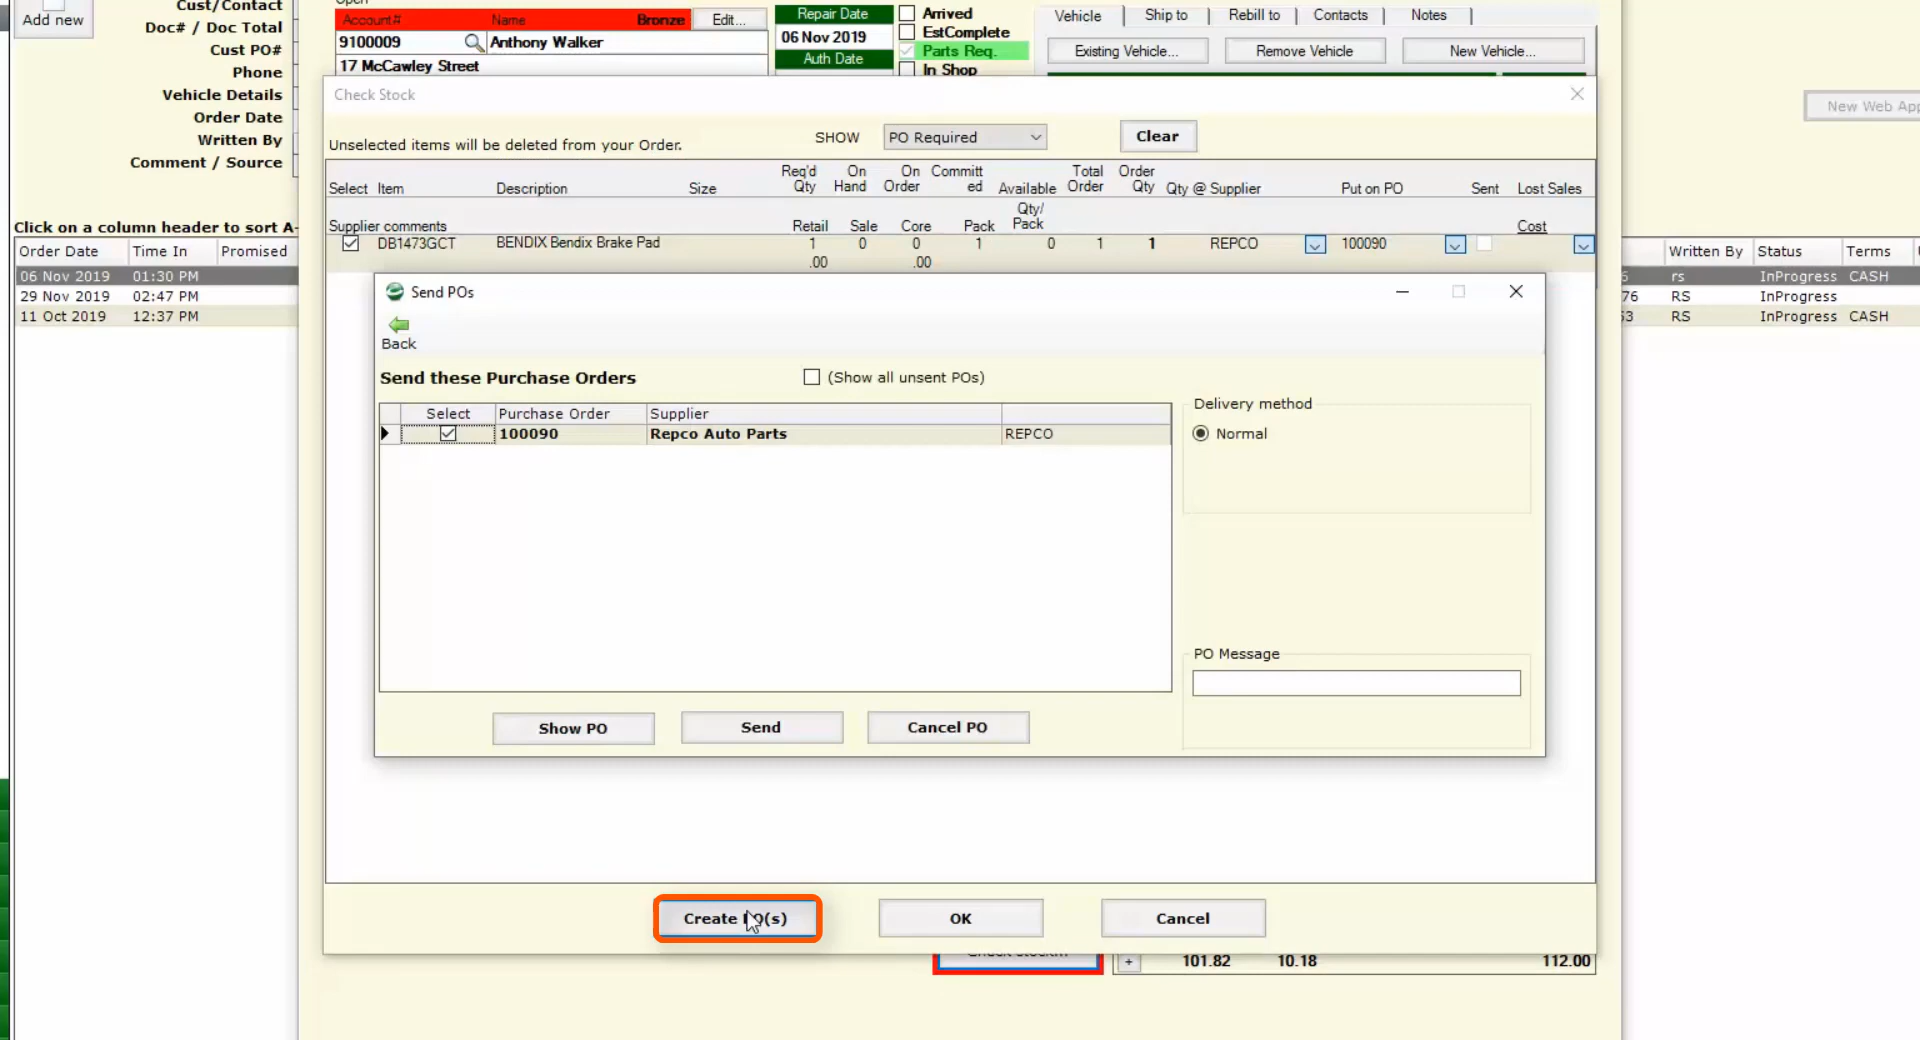 Add new
Cust/Contact
Doc# / Doc Total
Cust PO#
Phone
Vehicle Details
Order Date
Written By
Comment / Source
Click on a column header to sort A-
Order Date Time In Promised
06 Nov 2019 01:30 PM
29 Nov 2019 02:47 PM
11 Oct 2019 12:37 PM
Account# Name Bronze Edit...
9100009 Anthony Walker
17 McCawley Street
Repair Date
06 Nov 2019
Auth Date
Arrived
EstComplete
Parts Req.
In Shop
Vehicle Ship to Rebill to Contacts Notes
Existing Vehicle... Remove Vehicle New Vehicle...
New Web App
Check Stock
Unselected items will be deleted from your Order.
SHOW PO Required Clear
Select Item Description Size Req'd Qty On Hand On Order Committ ed Available Total Order Order Qty Qty @ Supplier Put on PO Sent Lost Sales
Supplier comments Retail Sale Core Pack Qty/ Pack Cost
DB1473GCT BENDIX Bendix Brake Pad 1 0 0 1 0 1 1 REPCO 100090
.00 .00
Send POs
Back
Send these Purchase Orders (Show all unsent POs)
Select Purchase Order Supplier
100090 Repco Auto Parts REPCO
Delivery method
Normal
PO Message
Show PO Send Cancel PO
Create PO(s) OK Cancel
+ 101.82 10.18 112.00
Written By Status Terms
rs InProgress CASH
76 RS InProgress
RS InProgress CASH